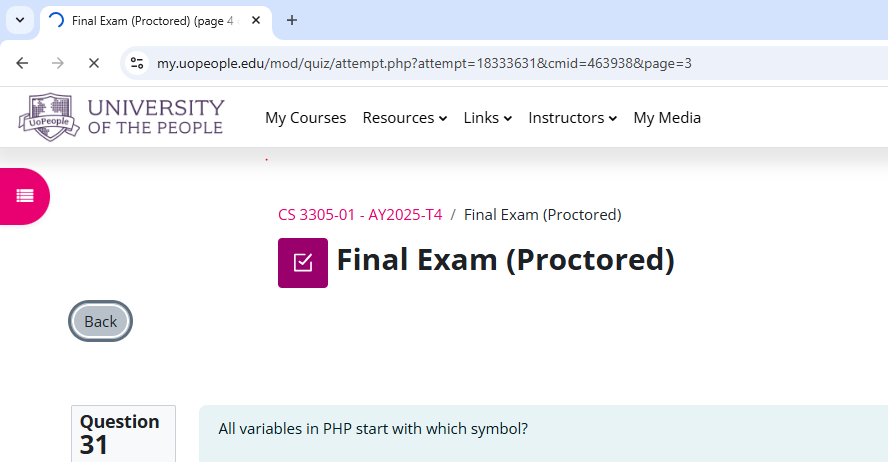 Final Exam (Proctored) (page 4
my.uopeople.edu/mod/quiz/attempt.php?attempt=18333631&cmid=463938&page=3
UoPeople
UNIVERSITY
OF THE PEOPLE
My Courses Resources Links Instructors My Media
CS 3305-01 - AY2025-T4 / Final Exam (Proctored)
Final Exam (Proctored)
Back
Question
31
All variables in PHP start with which symbol?